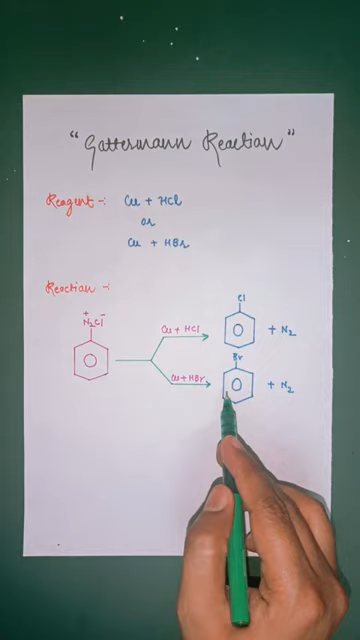 "Gattermann Reaction"
Reagent -: Cu + HCl
or
Cu + HBr
Reaction -:
Cl
+
N₂Cl⁻
Cu + HCl
+ N₂
Br
Cu + HBr
+ N₂